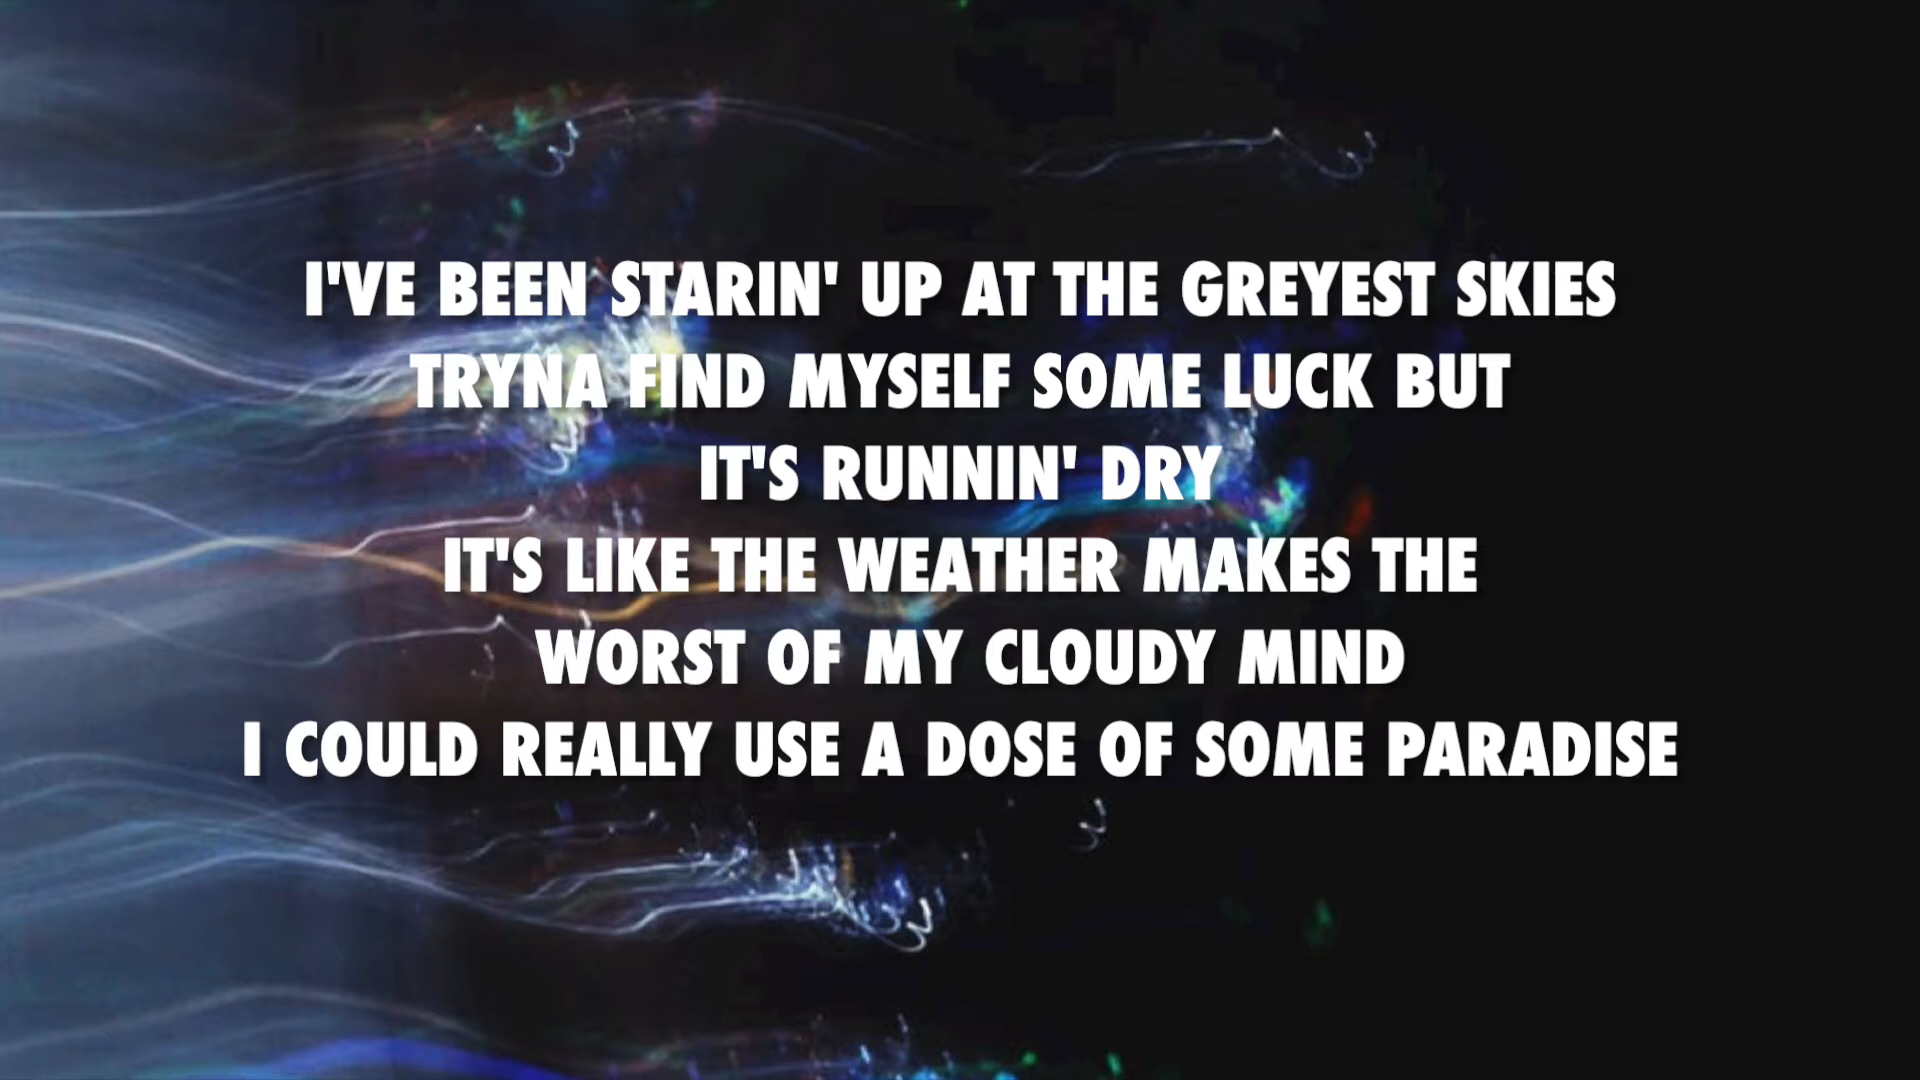 I'VE BEEN STARIN' UP AT THE GREYEST SKIES
TRYNA FIND MYSELF SOME LUCK BUT
IT'S RUNNIN' DRY
IT'S LIKE THE WEATHER MAKES THE
WORST OF MY CLOUDY MIND
I COULD REALLY USE A DOSE OF SOME PARADISE